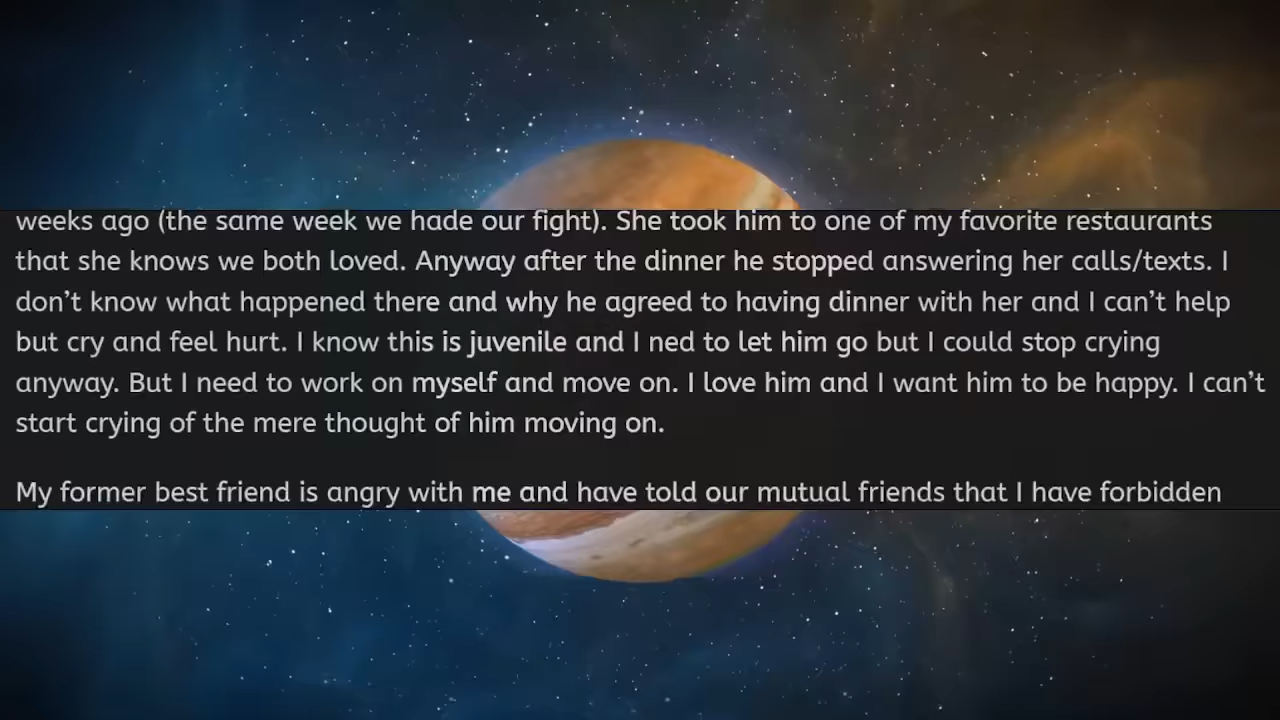 weeks ago (the same week we hade our fight). She took him to one of my favorite restaurants
that she knows we both loved. Anyway after the dinner he stopped answering her calls/texts. I
don’t know what happened there and why he agreed to having dinner with her and I can’t help
but cry and feel hurt. I know this is juvenile and I ned to let him go but I could stop crying
anyway. But I need to work on myself and move on. I love him and I want him to be happy. I can’t
start crying of the mere thought of him moving on.
My former best friend is angry with me and have told our mutual friends that I have forbidden